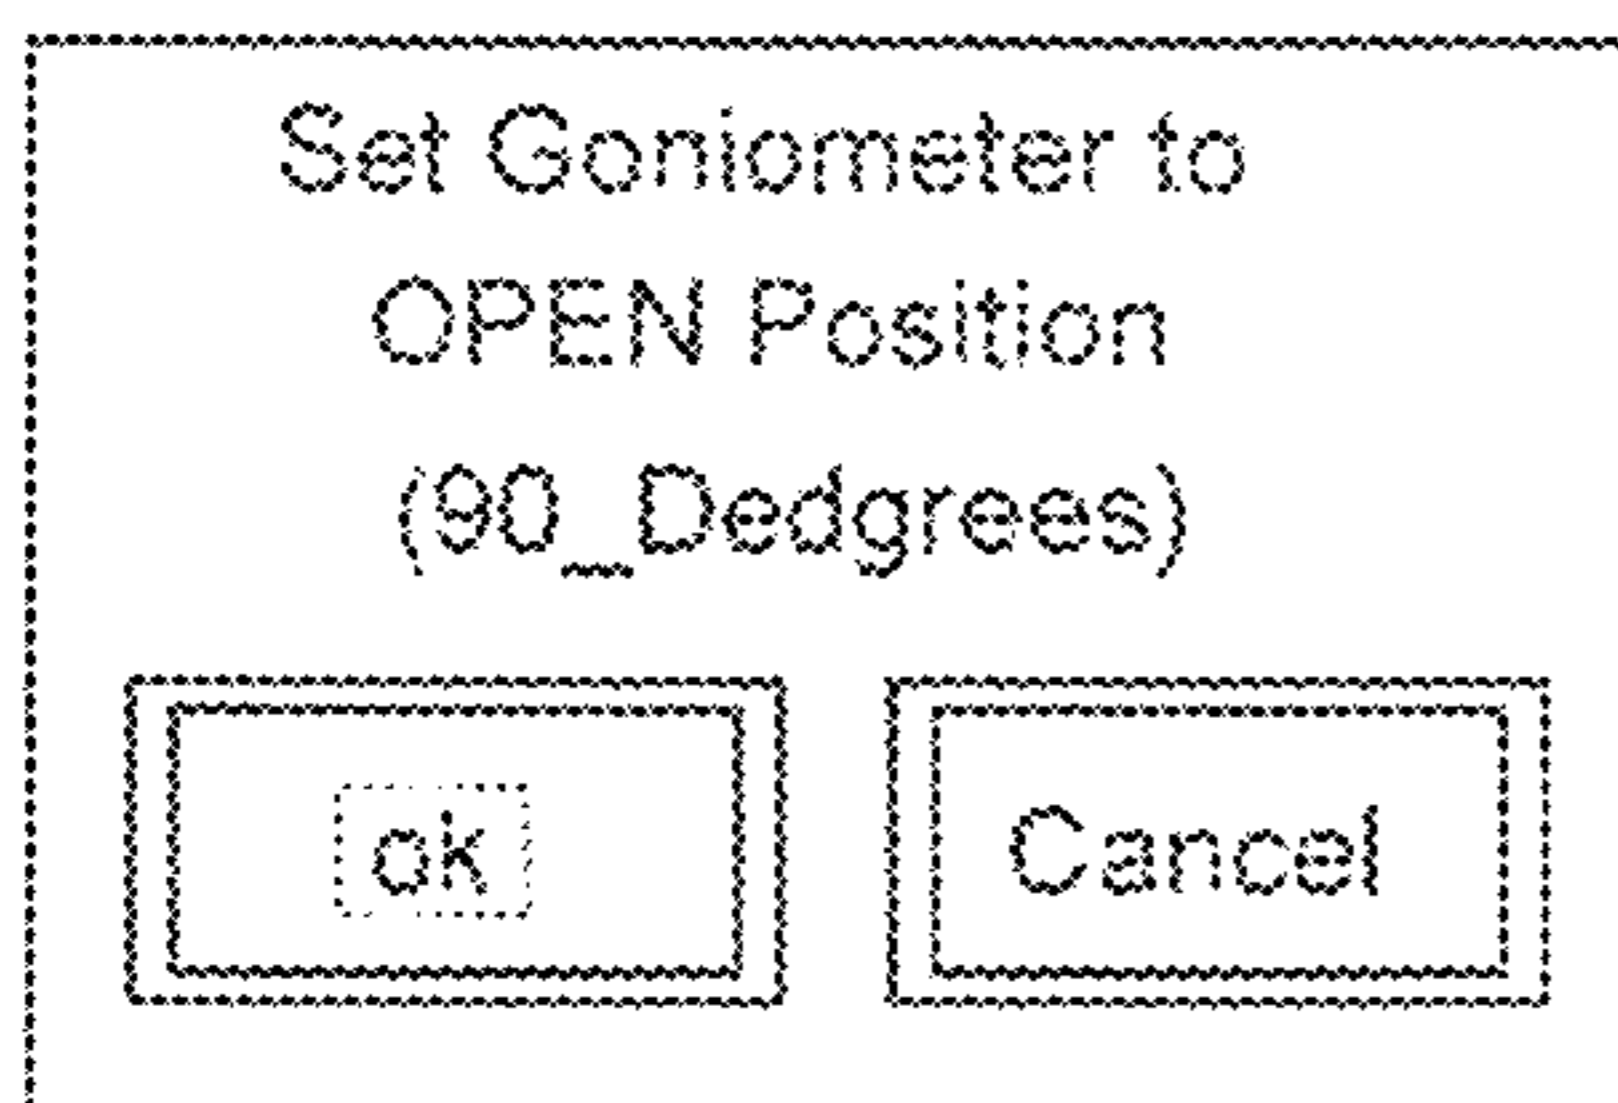 Set Goniometer to
OPEN Position
(90_Dedgrees)
ok
Cancel